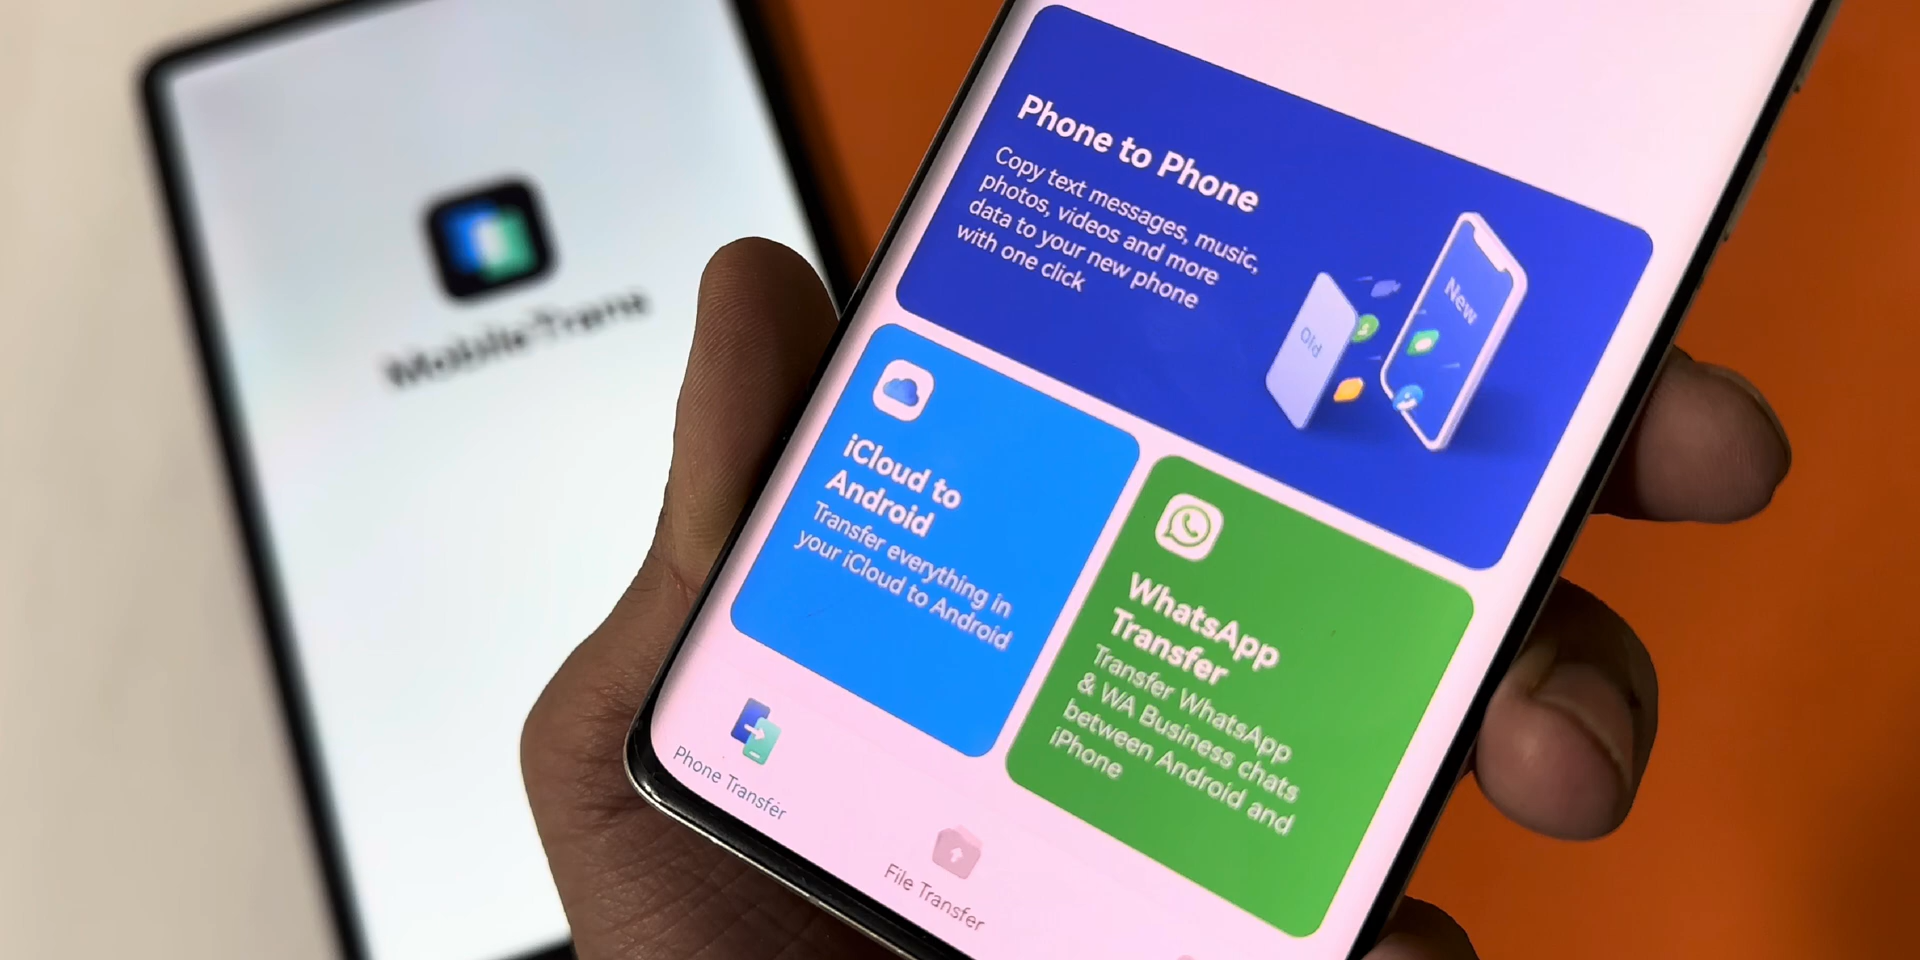 MobileTrans
Phone to Phone
Copy text messages, music,
photos, videos and more
data to your new phone
with one click
Old
New
iCloud to
Android
Transfer everything in
your iCloud to Android
WhatsApp
Transfer
Transfer WhatsApp
& WA Business chats
between Android and
iPhone
Phone Transfer
File Transfer